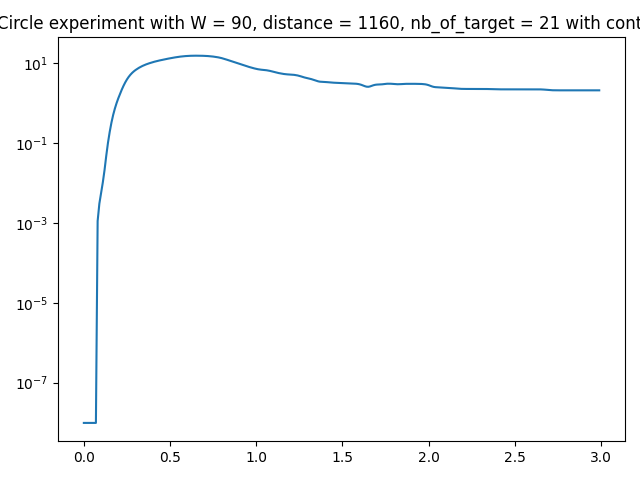 Circle experiment with W = 90, distance = 1160, nb_of_target = 21 with cont
10¹
10⁻¹
10⁻³
10⁻⁵
10⁻⁷
0.0 0.5 1.0 1.5 2.0 2.5 3.0